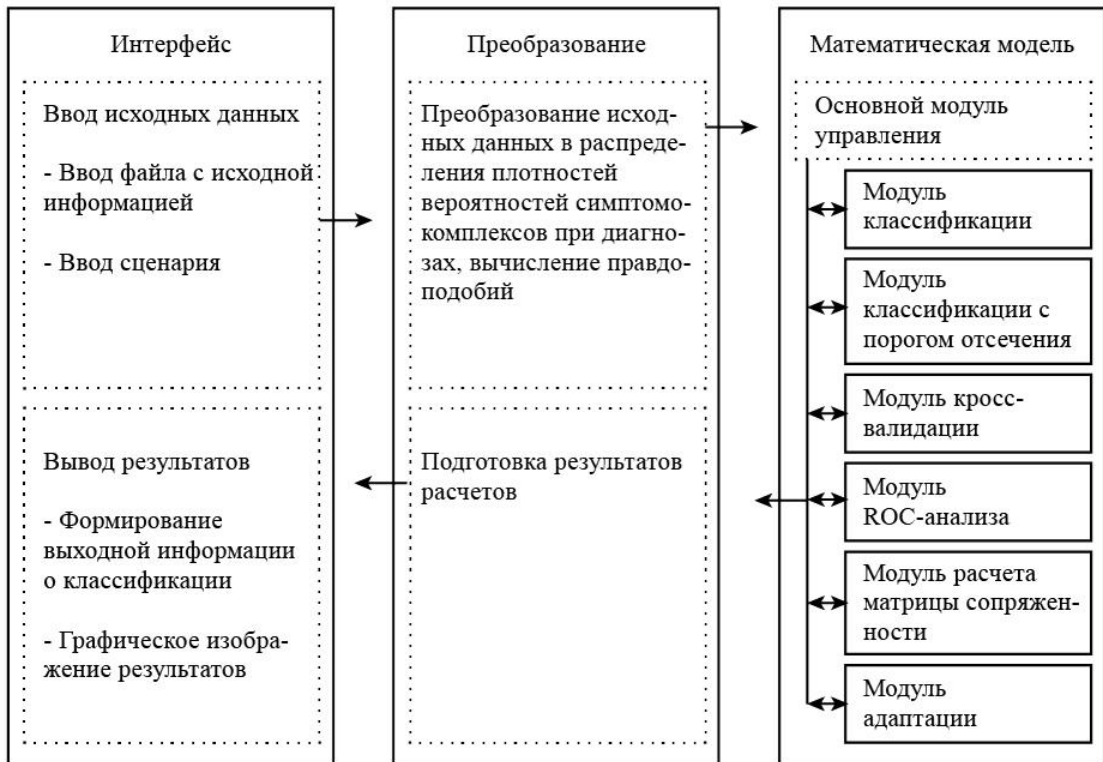 Интерфейс
Ввод исходных данных
- Ввод файла с исходной
информацией
- Ввод сценария
Вывод результатов
- Формирование
выходной информации
о классификации
- Графическое изобра-
жение результатов
Преобразование
Преобразование исход-
ных данных в распреде-
ления плотностей
вероятностей симптомо-
комплексов при диагно-
зах, вычисление правдо-
подобий
Подготовка результатов
расчетов
Математическая модель
Основной модуль
управления
Модуль
классификации
Модуль
классификации с
порогом отсечения
Модуль кросс-
валидации
Модуль
ROC-анализа
Модуль расчета
матрицы сопряжен-
ности
Модуль
адаптации